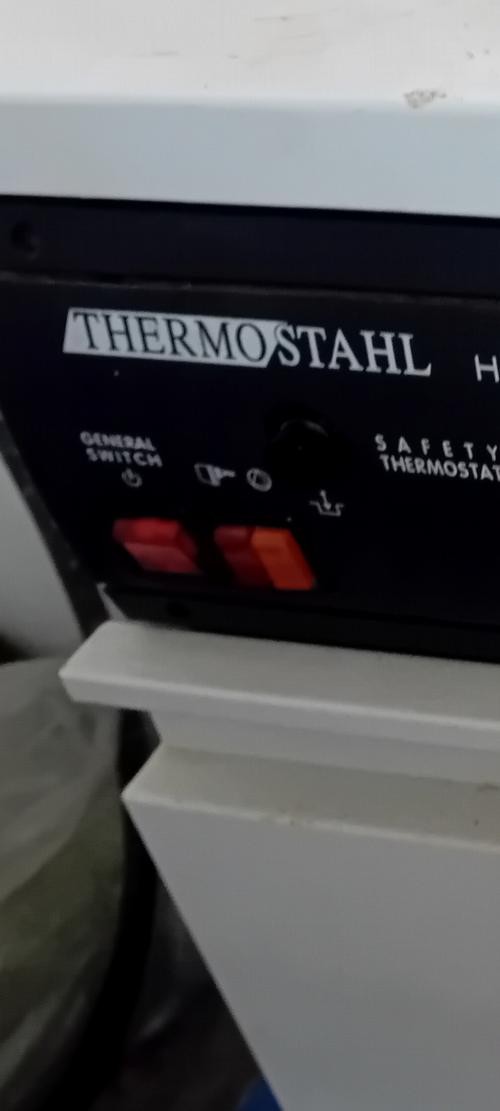 THERMOSTAHL
H
GENERAL
SWITCH
SAFETY
THERMOSTAT